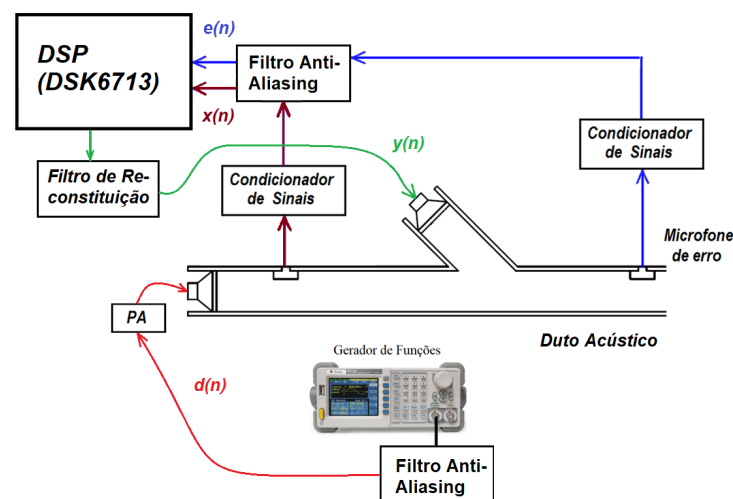 DSP
(DSK6713)
e(n)
x(n)
Filtro Anti-
Aliasing
y(n)
Condicionador
de Sinais
Filtro de Re-
constituição
Condicionador
de Sinais
Microfone
de erro
PA
Duto Acústico
Gerador de Funções
d(n)
Filtro Anti-
Aliasing